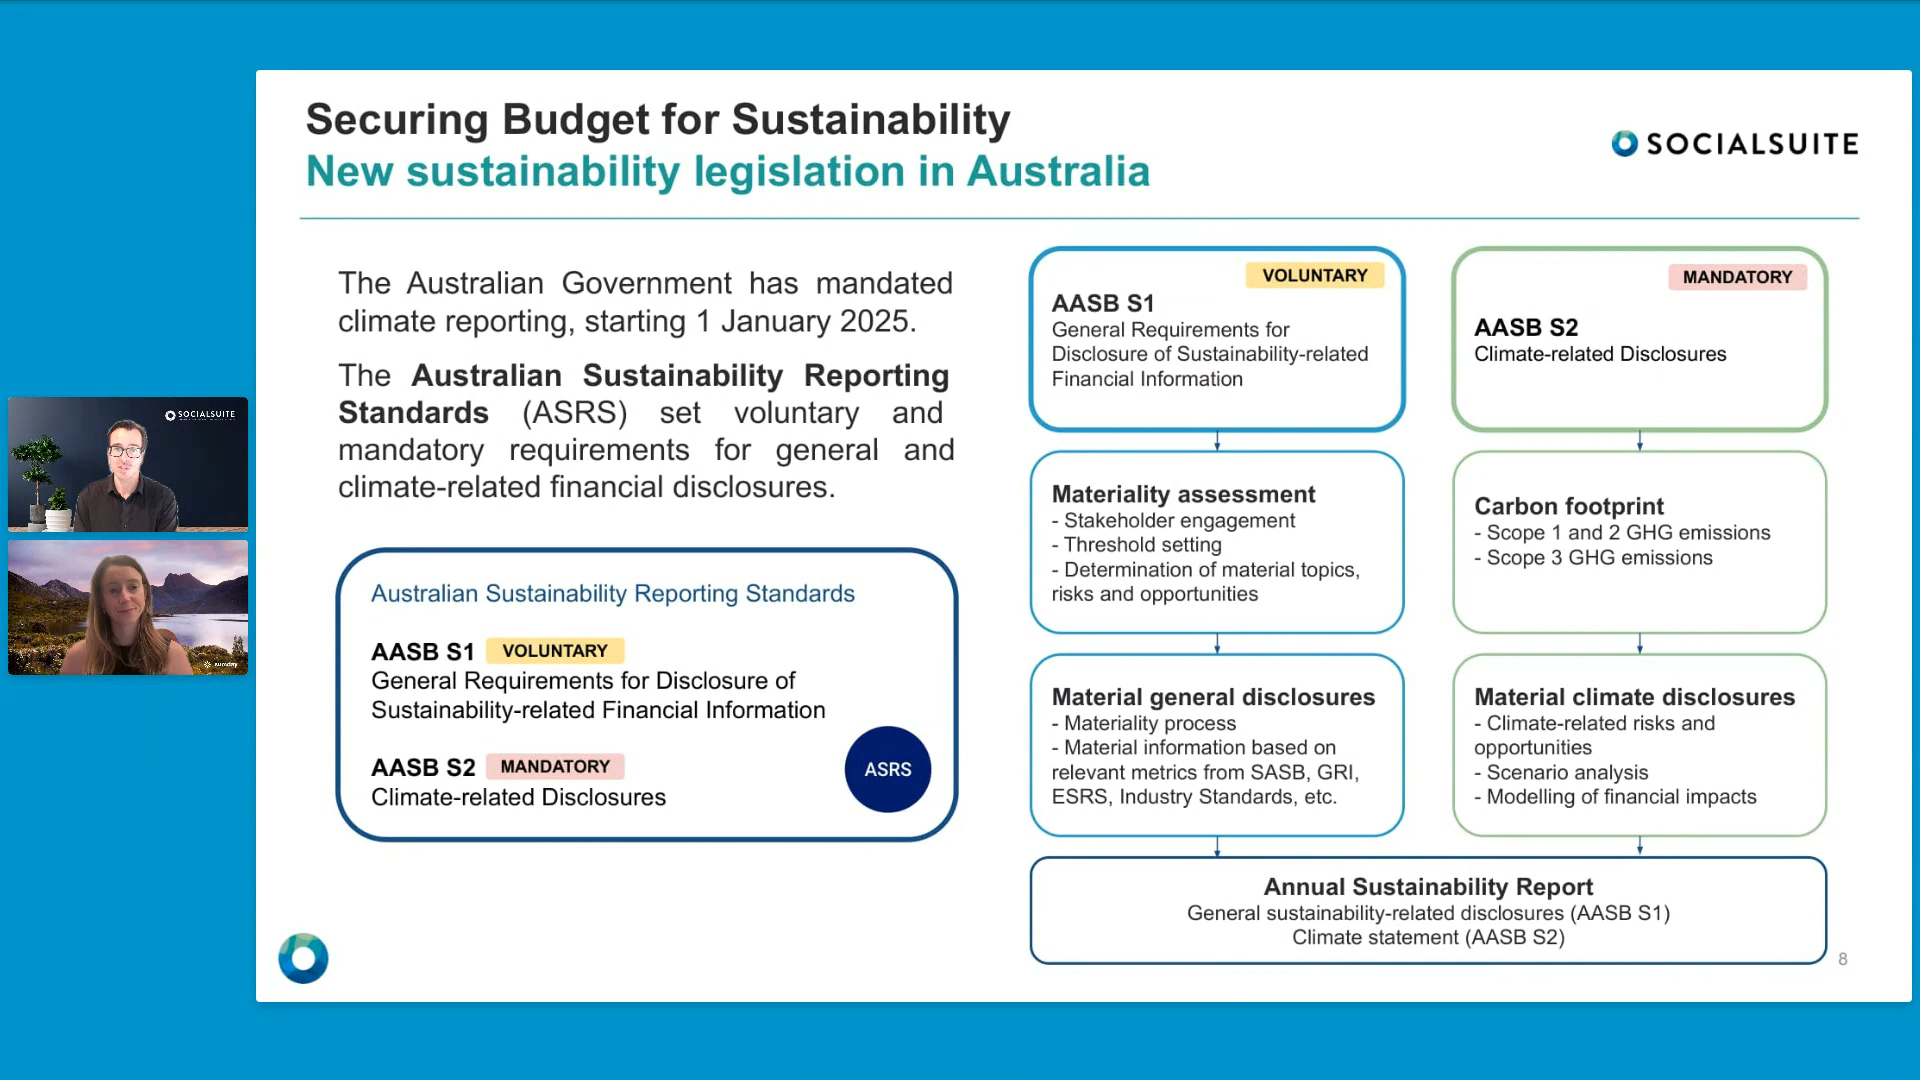 Securing Budget for Sustainability
New sustainability legislation in Australia
SOCIALSUITE
The Australian Government has mandated
climate reporting, starting 1 January 2025.
The Australian Sustainability Reporting
Standards (ASRS) set voluntary and
mandatory requirements for general and
climate-related financial disclosures.
Australian Sustainability Reporting Standards
AASB S1 VOLUNTARY
General Requirements for Disclosure of
Sustainability-related Financial Information
AASB S2 MANDATORY
Climate-related Disclosures
ASRS
VOLUNTARY
AASB S1
General Requirements for
Disclosure of Sustainability-related
Financial Information
Materiality assessment
- Stakeholder engagement
- Threshold setting
- Determination of material topics,
risks and opportunities
Material general disclosures
- Materiality process
- Material information based on
relevant metrics from SASB, GRI,
ESRS, Industry Standards, etc.
MANDATORY
AASB S2
Climate-related Disclosures
Carbon footprint
- Scope 1 and 2 GHG emissions
- Scope 3 GHG emissions
Material climate disclosures
- Climate-related risks and
opportunities
- Scenario analysis
- Modelling of financial impacts
Annual Sustainability Report
General sustainability-related disclosures (AASB S1)
Climate statement (AASB S2)
8
SOCIALSUITE
sumday